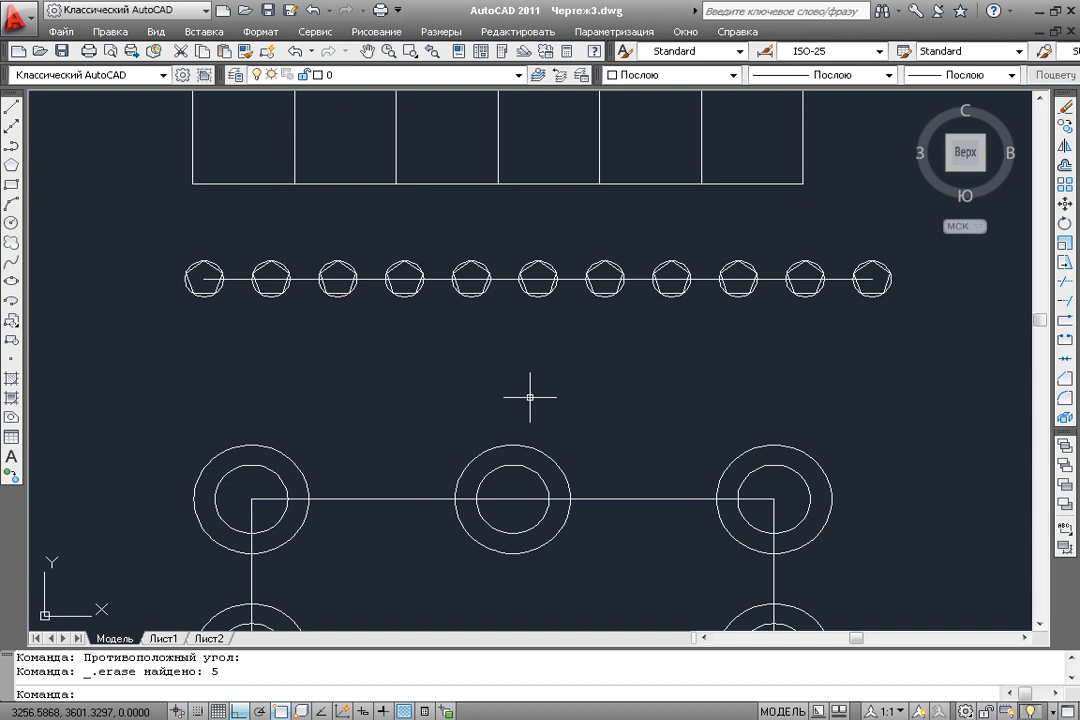 Классический AutoCAD
AutoCAD 2011 Чертеж3.dwg
Введите ключевое слово/фразу
Файл Правка Вид Вставка Формат Сервис Рисование Размеры Редактировать Параметризация Окно Справка
Standard ISO-25 Standard
Классический AutoCAD 0 Послою Послою Послою Поцвету
С
З Верх В
Ю
МСК
Y
X
Модель Лист1 Лист2
Команда: Противоположный угол:
Команда: _.erase найдено: 5
Команда:
3256.5868, 3601.3297, 0.0000 МОДЕЛЬ 1:1